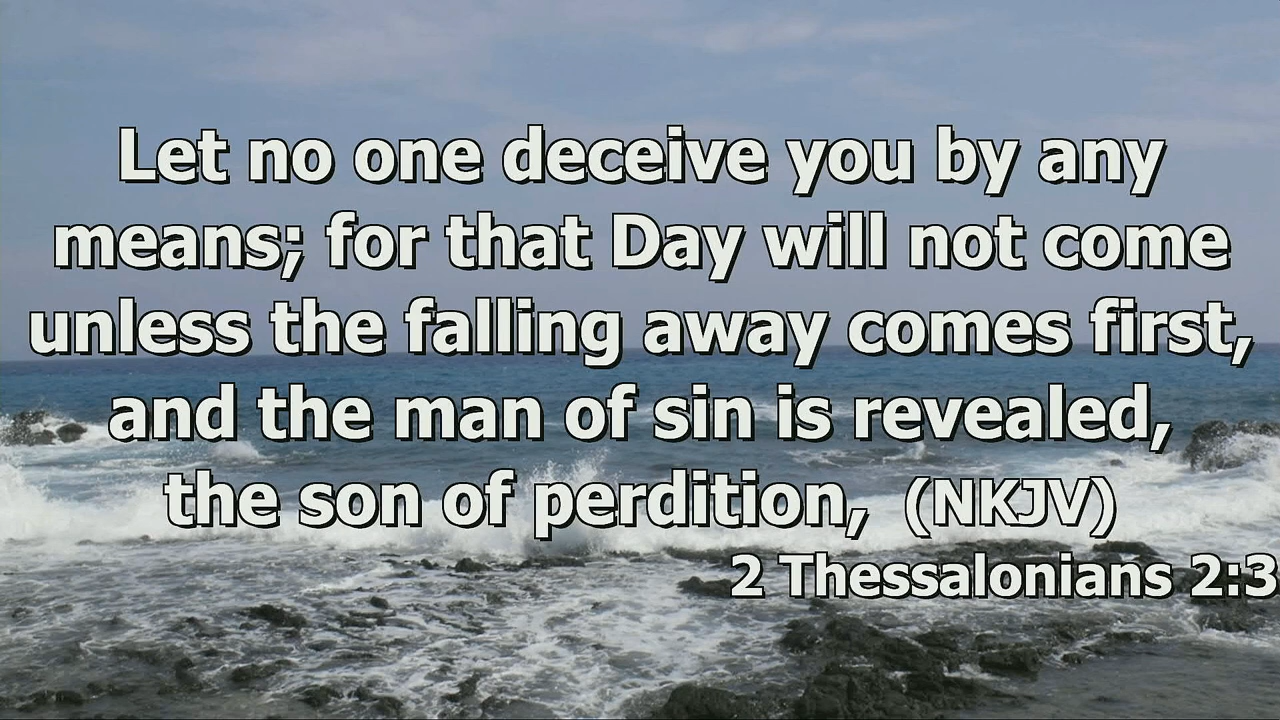 Let no one deceive you by any
means; for that Day will not come
unless the falling away comes first,
and the man of sin is revealed,
the son of perdition, (NKJV)
2 Thessalonians 2:3